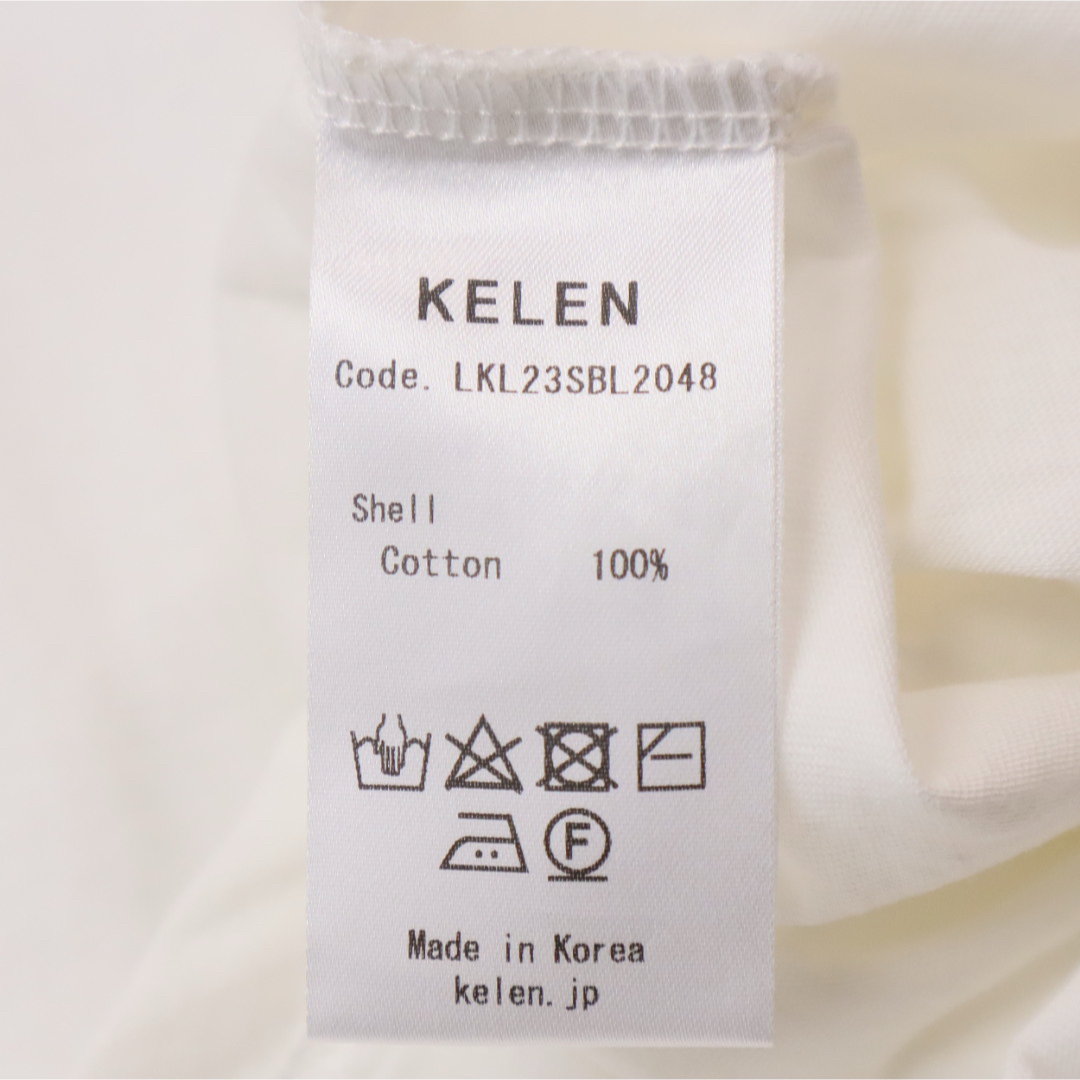 KELEN
Code. LKL23SBL2048
Shell
Cotton 100%
F
Made in Korea
kelen.jp